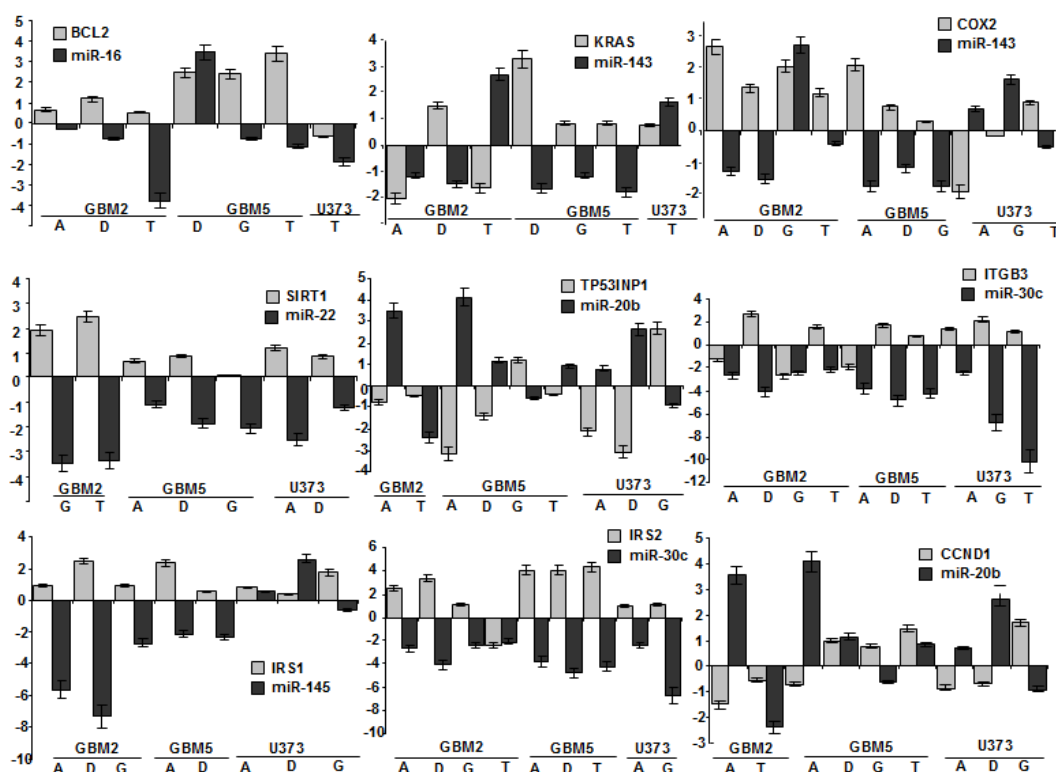 5
4
3
2
1
0
-1
-2
-3
-4
BCL2
miR-16
GBM2 GBM5 U373
A D T D G T T
4
3
2
1
0
-1
-2
KRAS
miR-143
GBM2 GBM5 U373
A D T D G T T
3
2
1
0
-1
-2
COX2
miR-143
GBM2 GBM5 U373
A D G T A D G A G T
4
3
2
1
0
-1
-2
-3
-4
SIRT1
miR-22
GBM2 GBM5 U373
G T A D G A D
5
4
3
2
1
0
-1
-2
-3
-4
TP53INP1
miR-20b
GBM2 GBM5 U373
A T A D G T A D G
6
4
2
0
-2
-4
-6
-8
-10
-12
ITGB3
miR-30c
GBM2 GBM5 U373
A D G T A D T A G T
4
2
0
-2
-4
-6
-8
-10
IRS1
miR-145
GBM2 GBM5 U373
A D G A D A D G
6
4
2
0
-2
-4
-6
-8
-10
IRS2
miR-30c
GBM2 GBM5 U373
A D G T A D T A G
5
4
3
2
1
0
-1
-2
-3
CCND1
miR-20b
GBM2 GBM5 U373
A T A D G T A D G